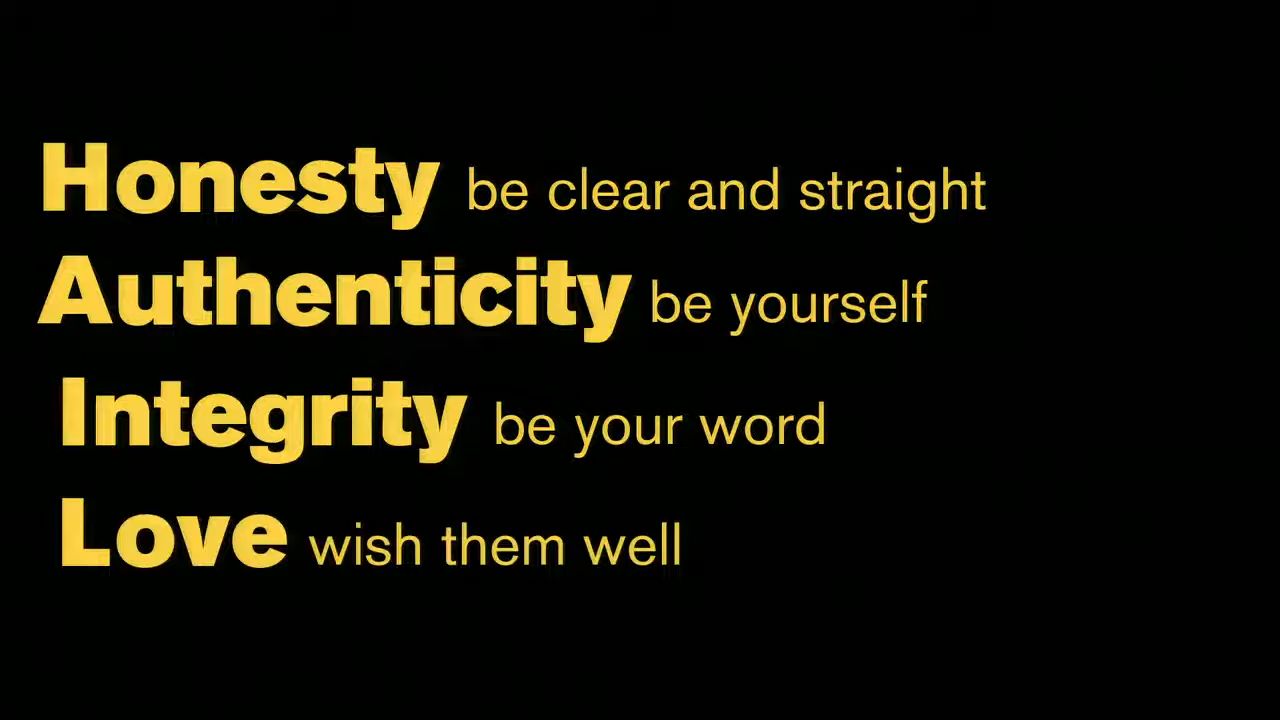 Honesty be clear and straight
Authenticity be yourself
Integrity be your word
Love wish them well